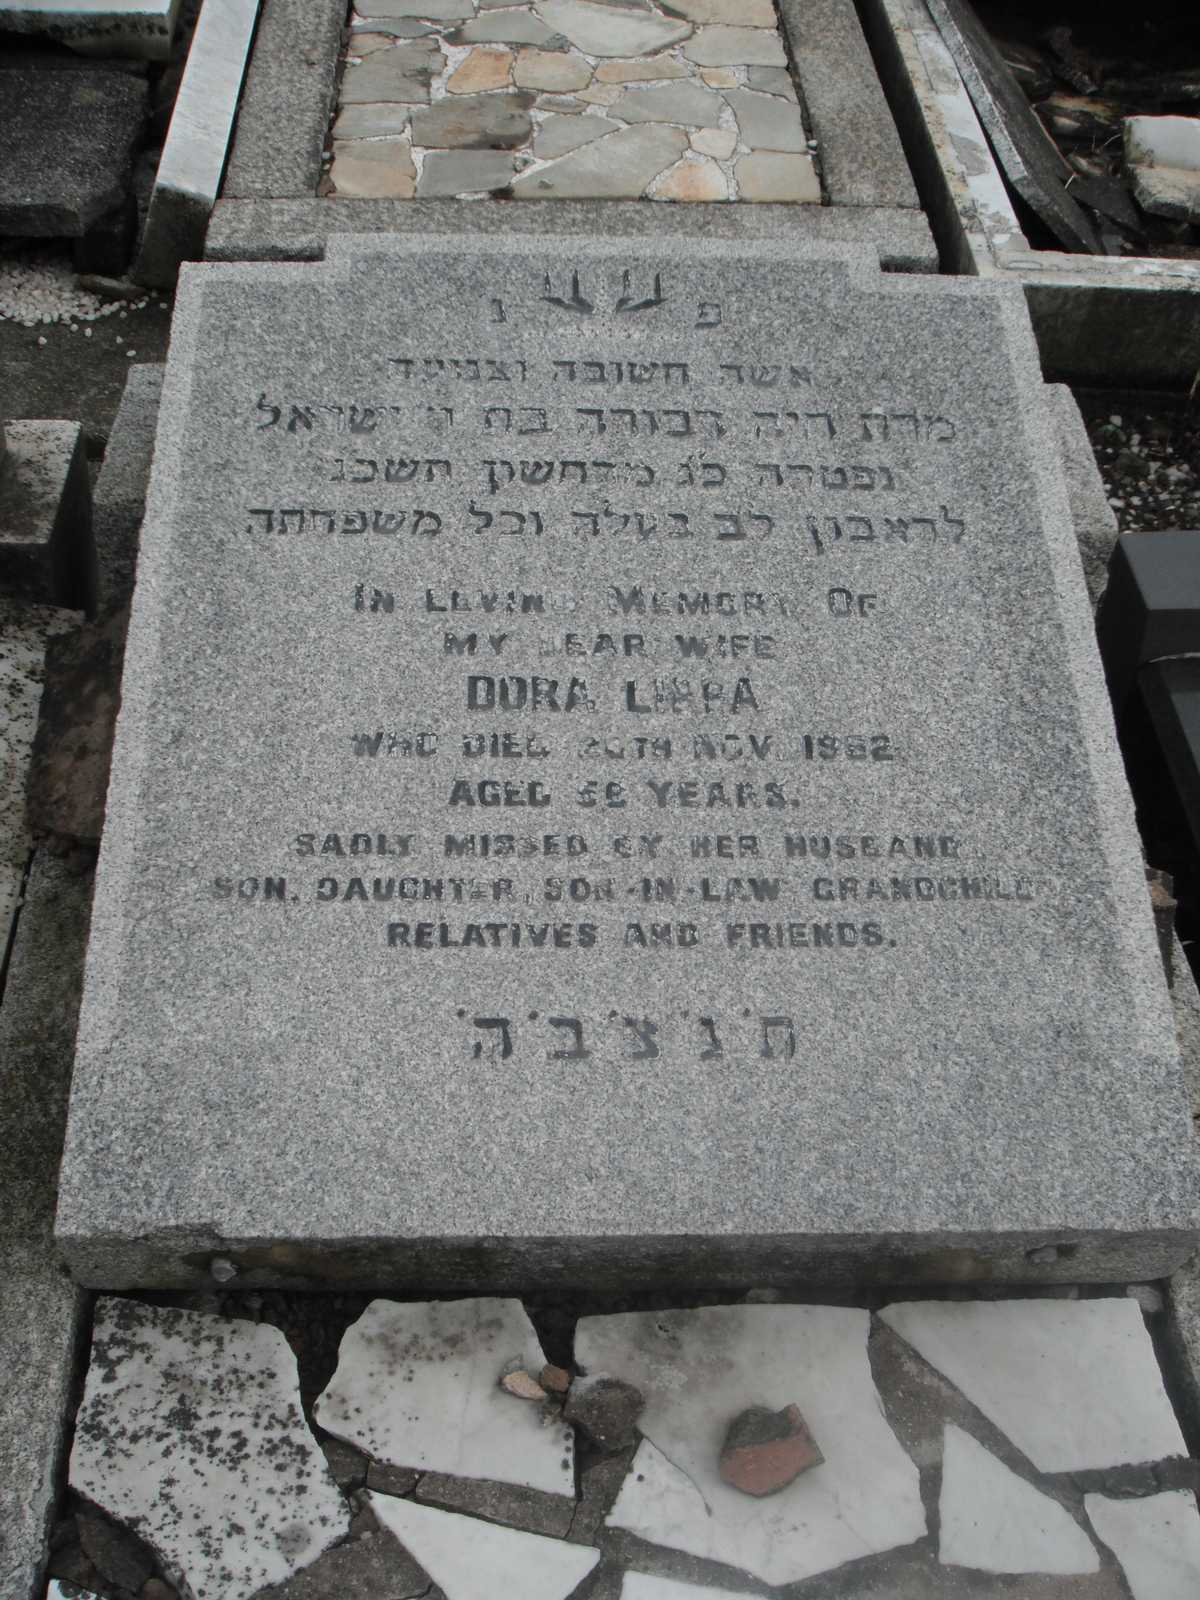 פ נ
אשה חשובה וצנועה
מרת חיה דבורה בת ר ישראל
נפטרה כ״ג מרחשון תשכג
לדאבון לב בעלה וכל משפחתה
IN LOVING MEMORY OF
MY DEAR WIFE
DORA LIPPA
WHO DIED 20TH NOV. 1962
AGED YEARS.
SADLY MISSED BY HER HUSBAND
SON, DAUGHTER, SON-IN-LAW GRANDCHILD
RELATIVES AND FRIENDS.
ת׳ נ׳ צ׳ ב׳ ה׳